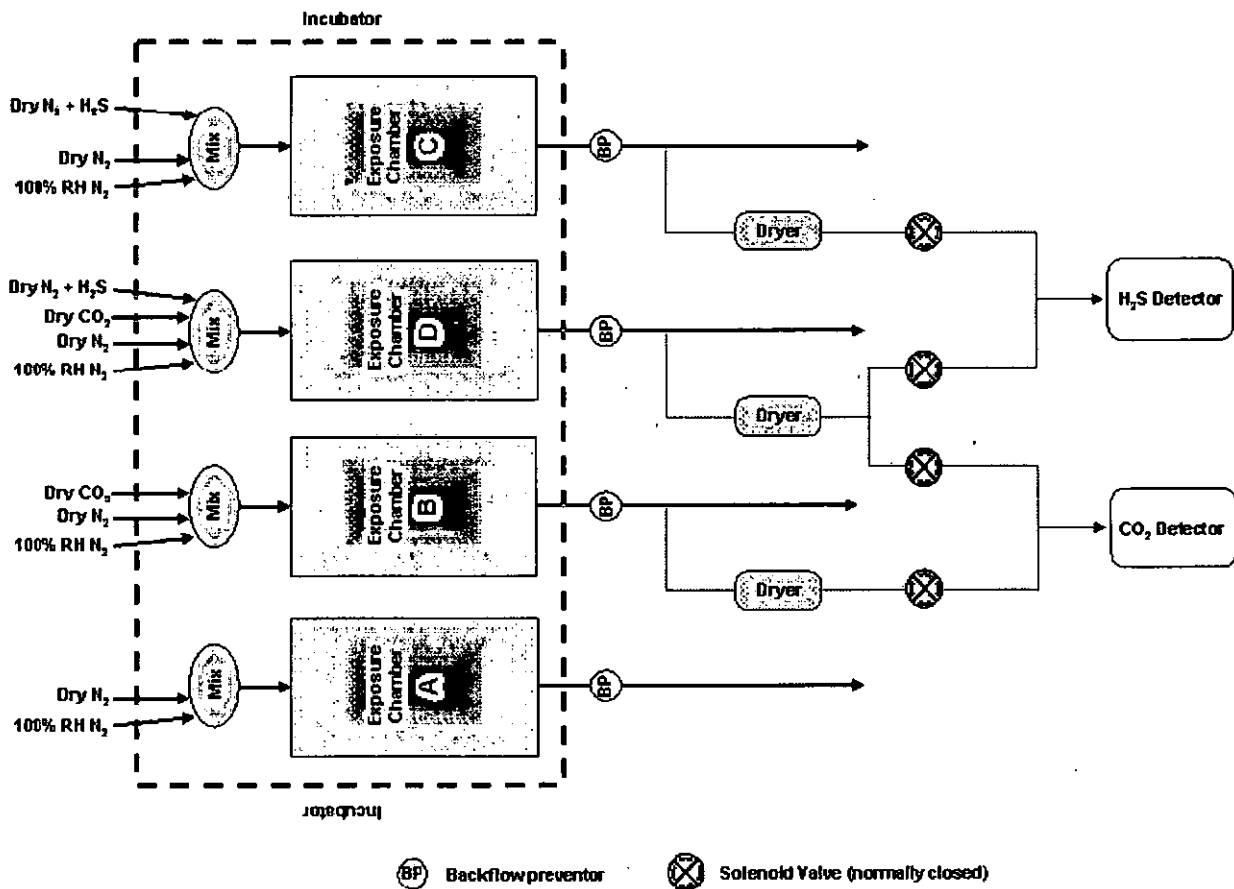 Incubator
Dry N₂ + H₂S
Dry N₂
100% RH N₂
Mix
Exposure
Chamber
C
BP
Dryer
Dry N₂ + H₂S
Dry CO₂
Dry N₂
100% RH N₂
Mix
Exposure
Chamber
D
BP
Dryer
H₂S Detector
Dry CO₂
Dry N₂
100% RH N₂
Mix
Exposure
Chamber
B
BP
Dryer
CO₂ Detector
Dry N₂
100% RH N₂
Mix
Exposure
Chamber
A
BP
Incubator
BP Backflow preventor
Solenoid Valve (normally closed)